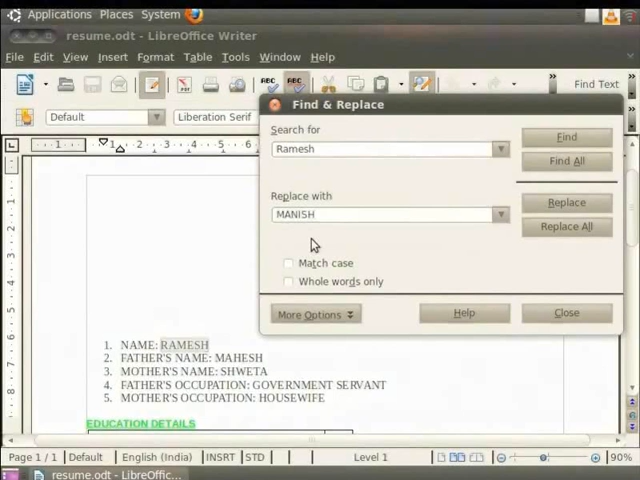 Applications Places System
resume.odt - LibreOffice Writer
File Edit View Insert Format Table Tools Window Help
ABC ABC Find Text
Default Liberation Serif
Find & Replace
Search for
Ramesh
Find
Find All
Replace with
MANISH
Replace
Replace All
Match case
Whole words only
More Options Help Close
1. NAME: RAMESH
2. FATHER'S NAME: MAHESH
3. MOTHER'S NAME: SHWETA
4. FATHER'S OCCUPATION: GOVERNMENT SERVANT
5. MOTHER'S OCCUPATION: HOUSEWIFE
EDUCATION DETAILS
Page 1 / 1 Default English (India) INSRT STD Level 1 90%
resume.odt - LibreOffic...